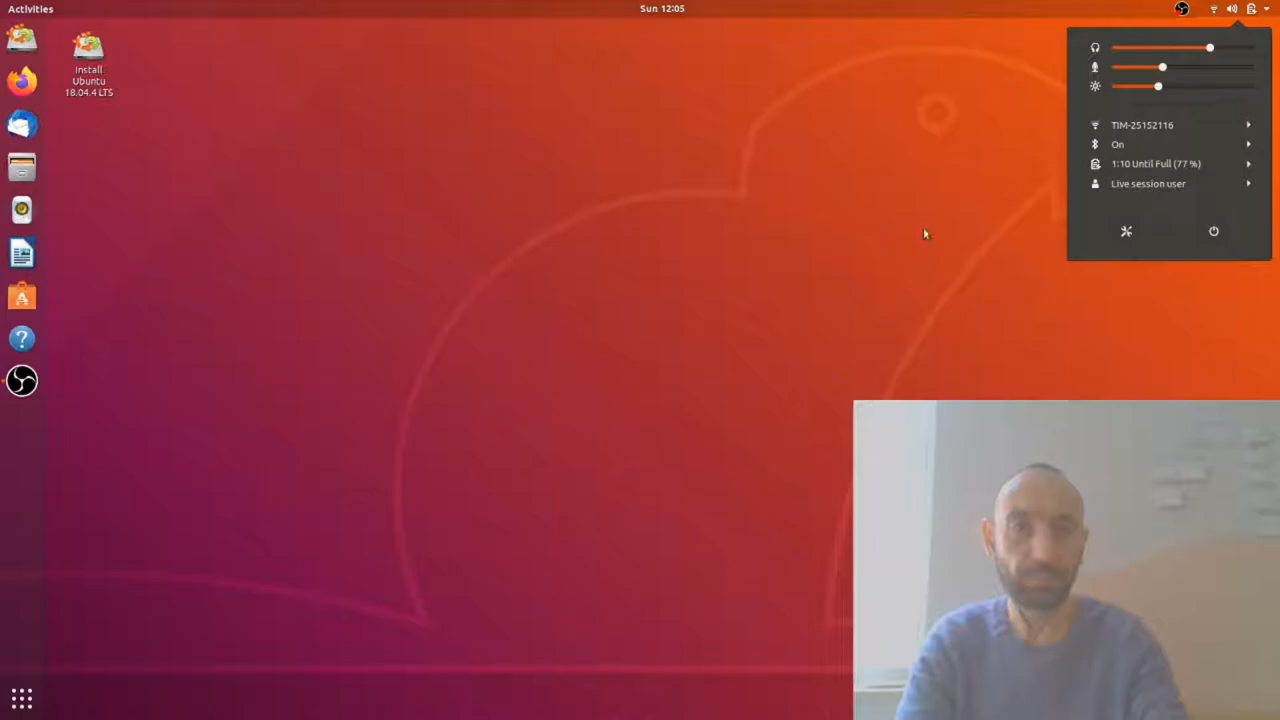 Activities
Sun 12:05
Install
Ubuntu
18.04.4 LTS
TIM-25152116
On
1:10 Until Full (77 %)
Live session user